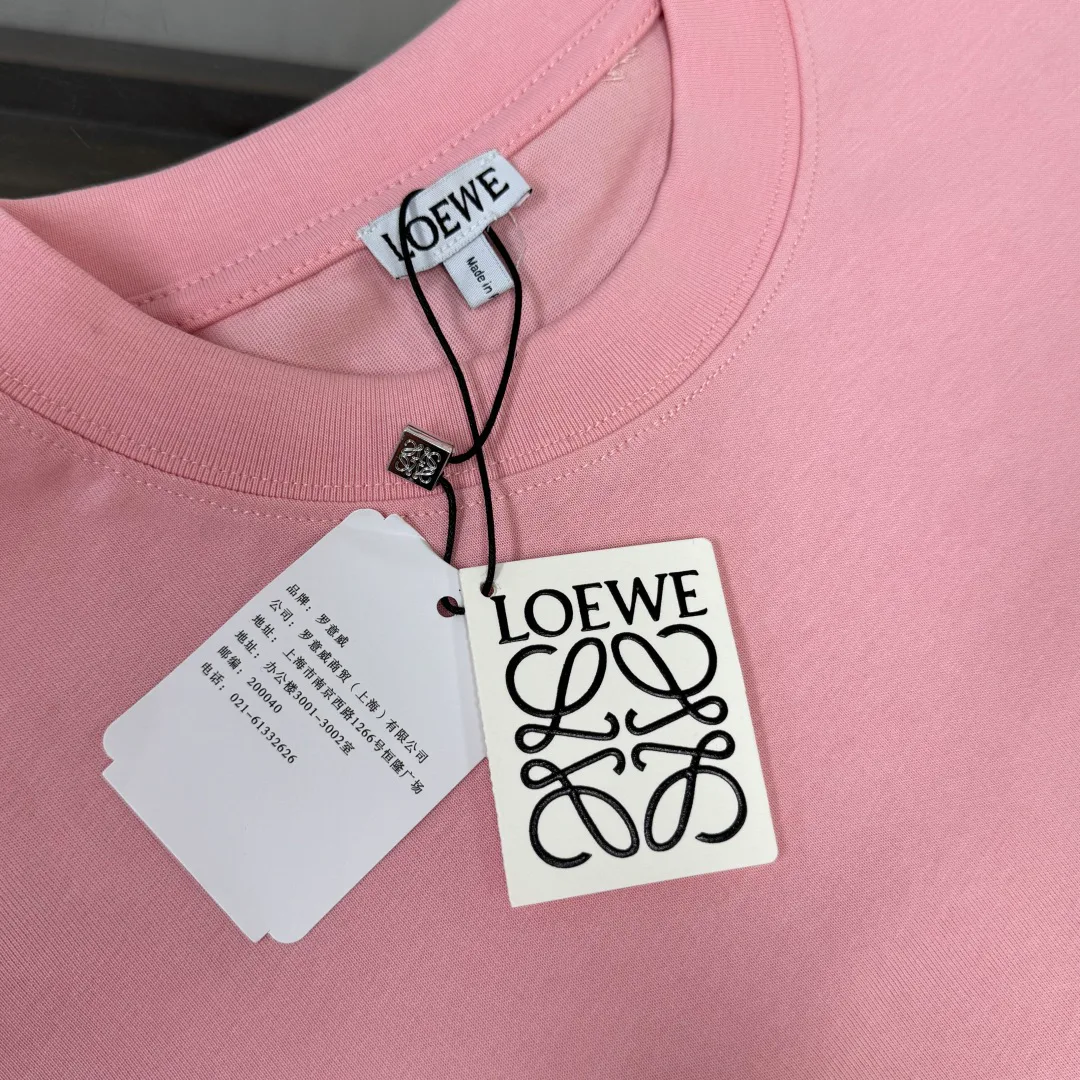 LOEWE
Made in
品牌：罗意威
公司：罗意威商贸（上海）有限公司
地址：上海市南京西路1266号恒隆广场
地址：办公楼3001-3002室
邮编：200040
电话：021-61332626
LOEWE